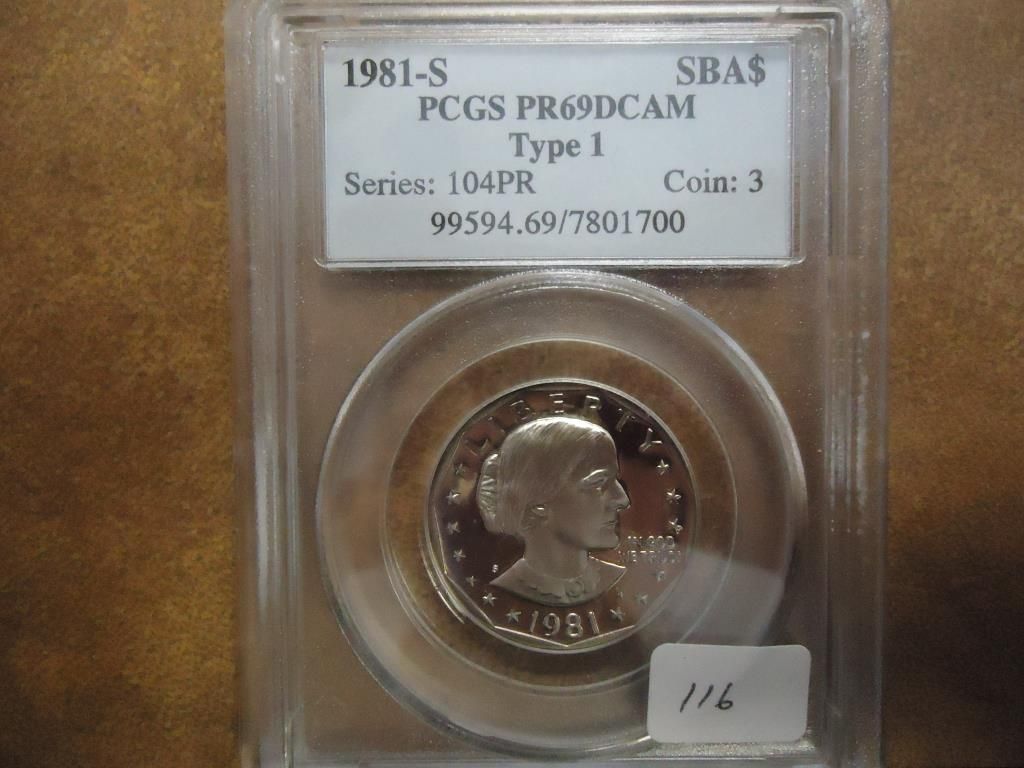 1981-S SBA$
PCGS PR69DCAM
Type 1
Series: 104PR Coin: 3
99594.69/7801700
LIBERTY
IN GOD
WE TRUST
S
1981
116